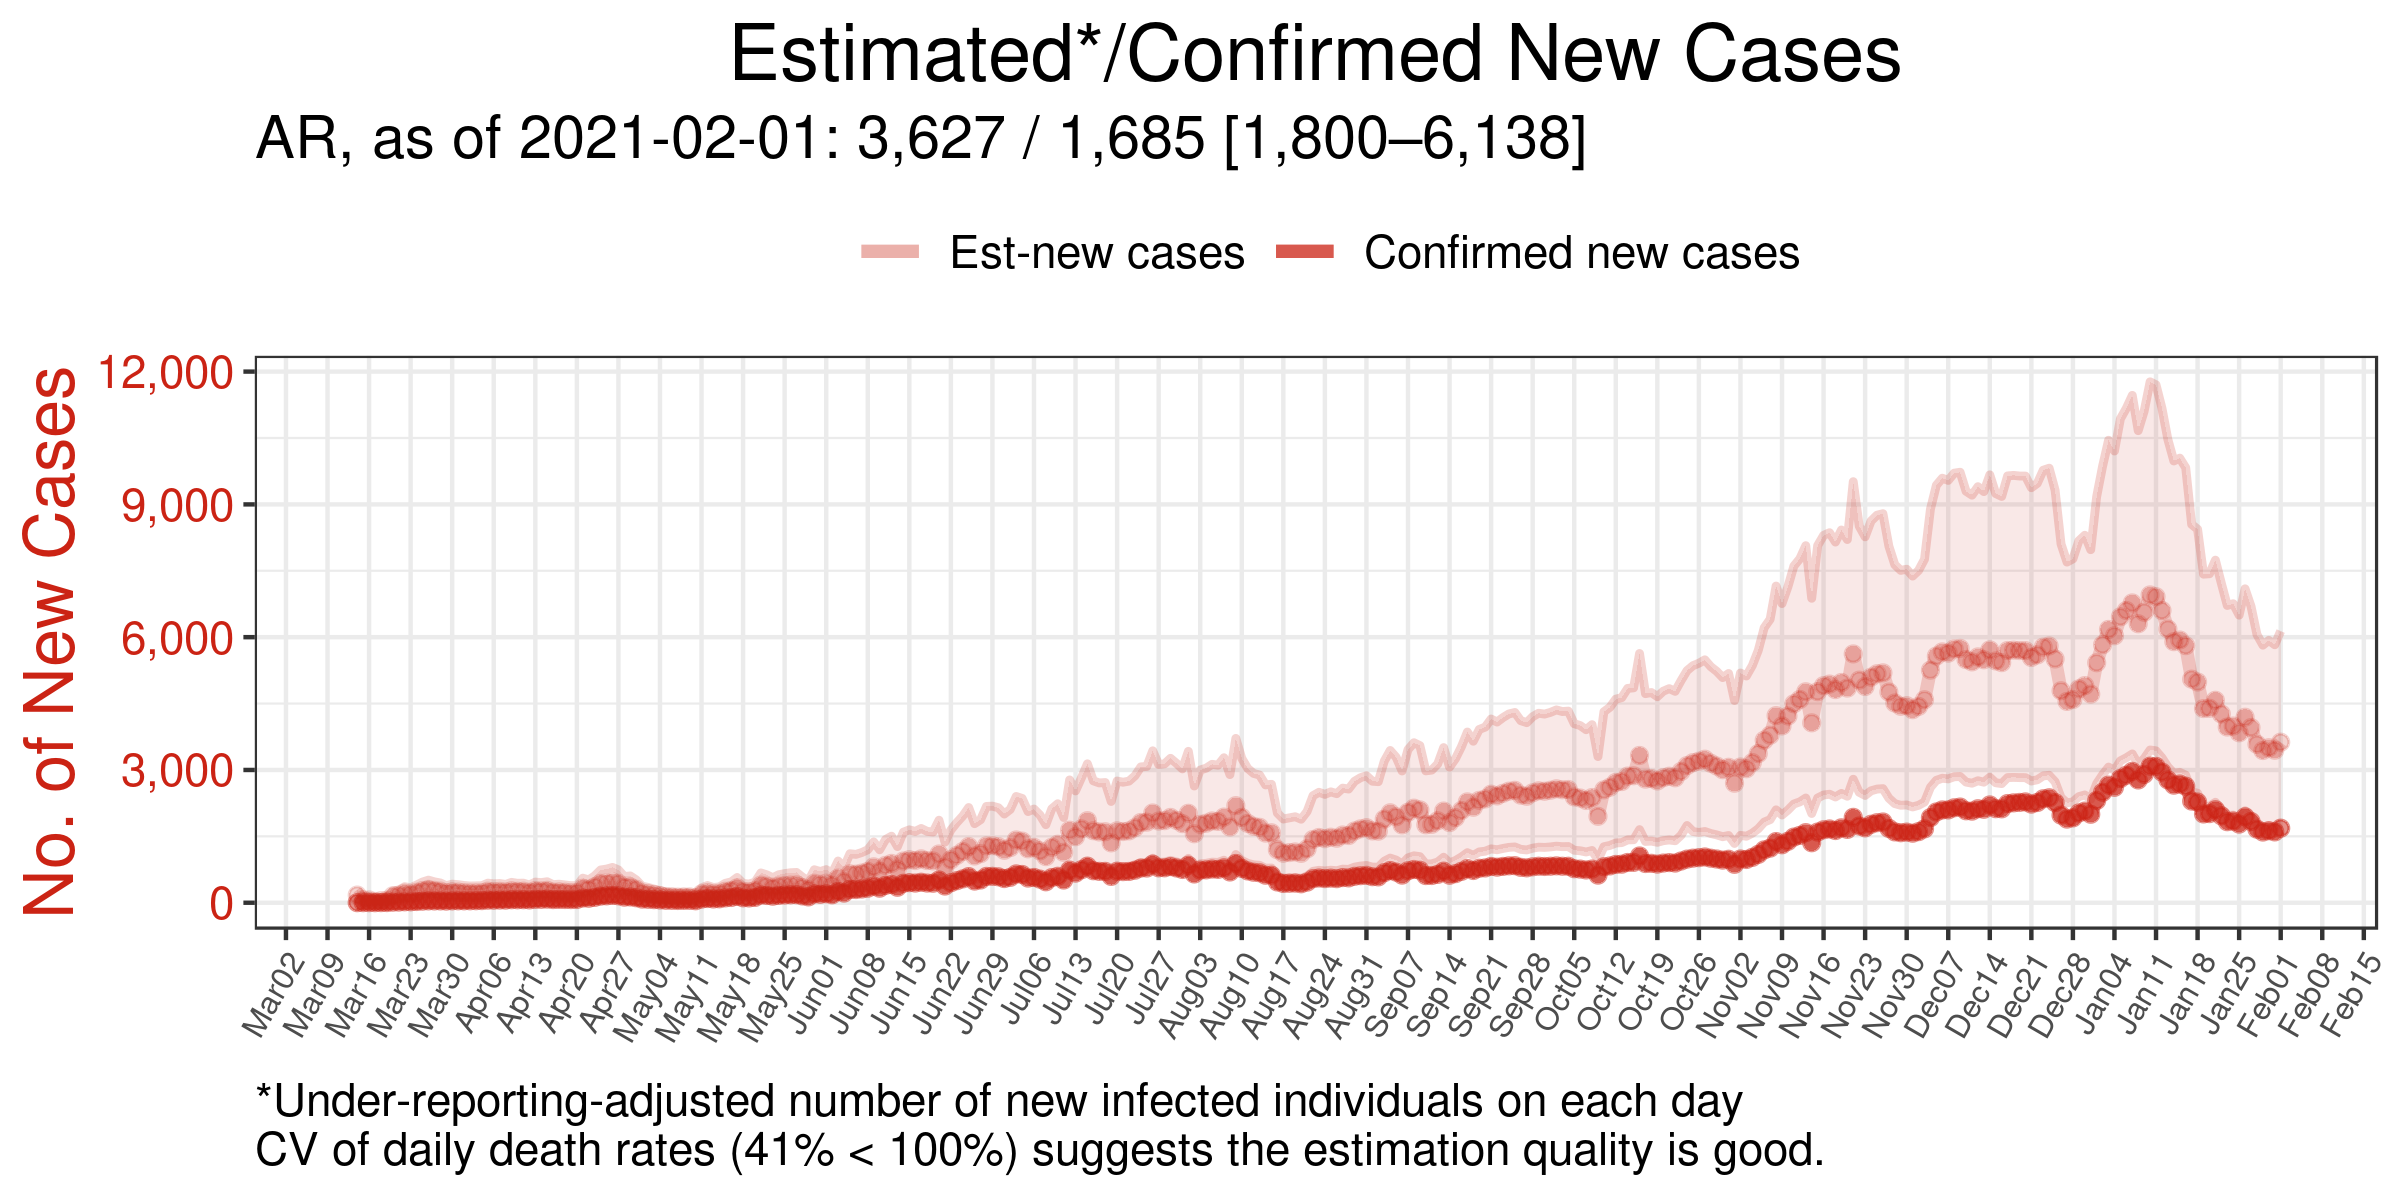 Estimated*/Confirmed New Cases
AR, as of 2021-02-01: 3,627 / 1,685 [1,800–6,138]
Est-new cases
Confirmed new cases
No. of New Cases
12,000
9,000
6,000
3,000
0
Mar02
Mar09
Mar16
Mar23
Mar30
Apr06
Apr13
Apr20
Apr27
May04
May11
May18
May25
Jun01
Jun08
Jun15
Jun22
Jun29
Jul06
Jul13
Jul20
Jul27
Aug03
Aug10
Aug17
Aug24
Aug31
Sep07
Sep14
Sep21
Sep28
Oct05
Oct12
Oct19
Oct26
Nov02
Nov09
Nov16
Nov23
Nov30
Dec07
Dec14
Dec21
Dec28
Jan04
Jan11
Jan18
Jan25
Feb01
Feb08
Feb15
*Under-reporting-adjusted number of new infected individuals on each day
CV of daily death rates (41% < 100%) suggests the estimation quality is good.